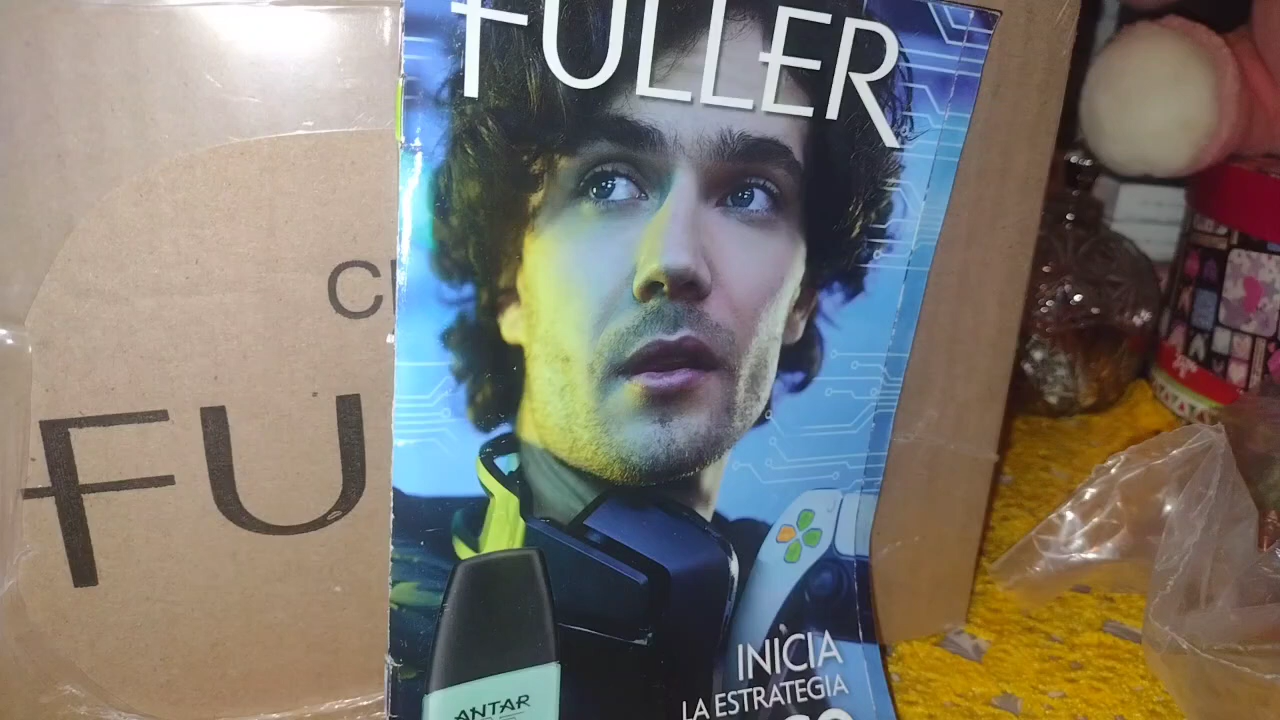 FULLER
C
FU
ANTAR
INICIA
LA ESTRATEGIA